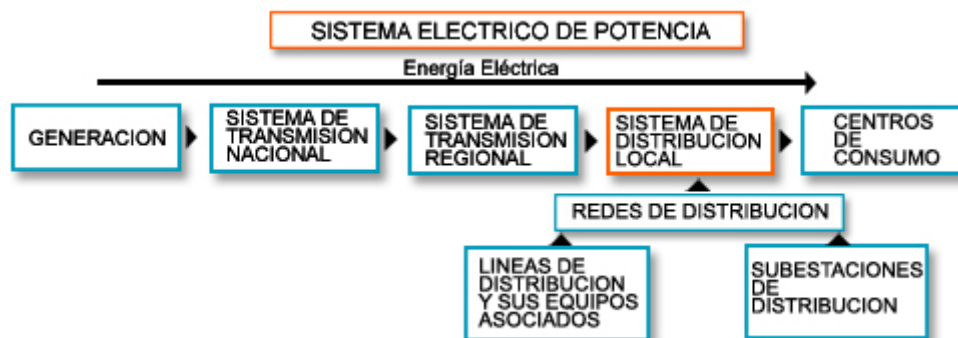 SISTEMA ELECTRICO DE POTENCIA
Energía Eléctrica
GENERACION
SISTEMA DE
TRANSMISION
NACIONAL
SISTEMA DE
TRANSMISION
REGIONAL
SISTEMA DE
DISTRIBUCION
LOCAL
CENTROS
DE
CONSUMO
REDES DE DISTRIBUCION
LINEAS DE
DISTRIBUCION
Y SUS EQUIPOS
ASOCIADOS
SUBESTACIONES
DE
DISTRIBUCION